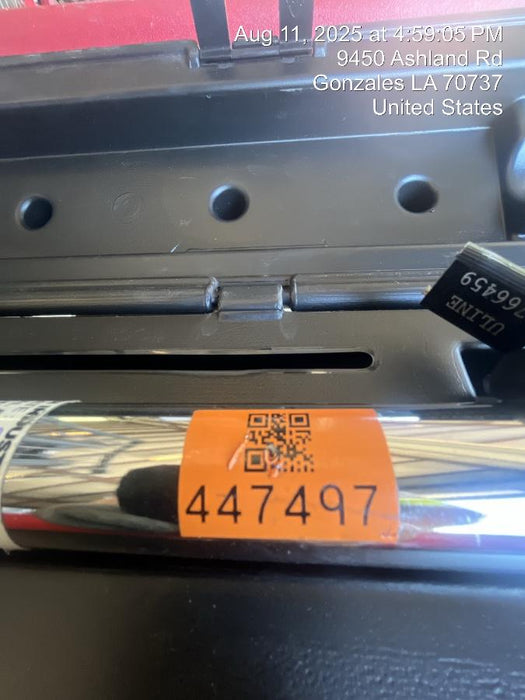 Aug 11, 2025 at 4:59:05 PM
9450 Ashland Rd
Gonzales LA 70737
United States
ULINE
766459
447497